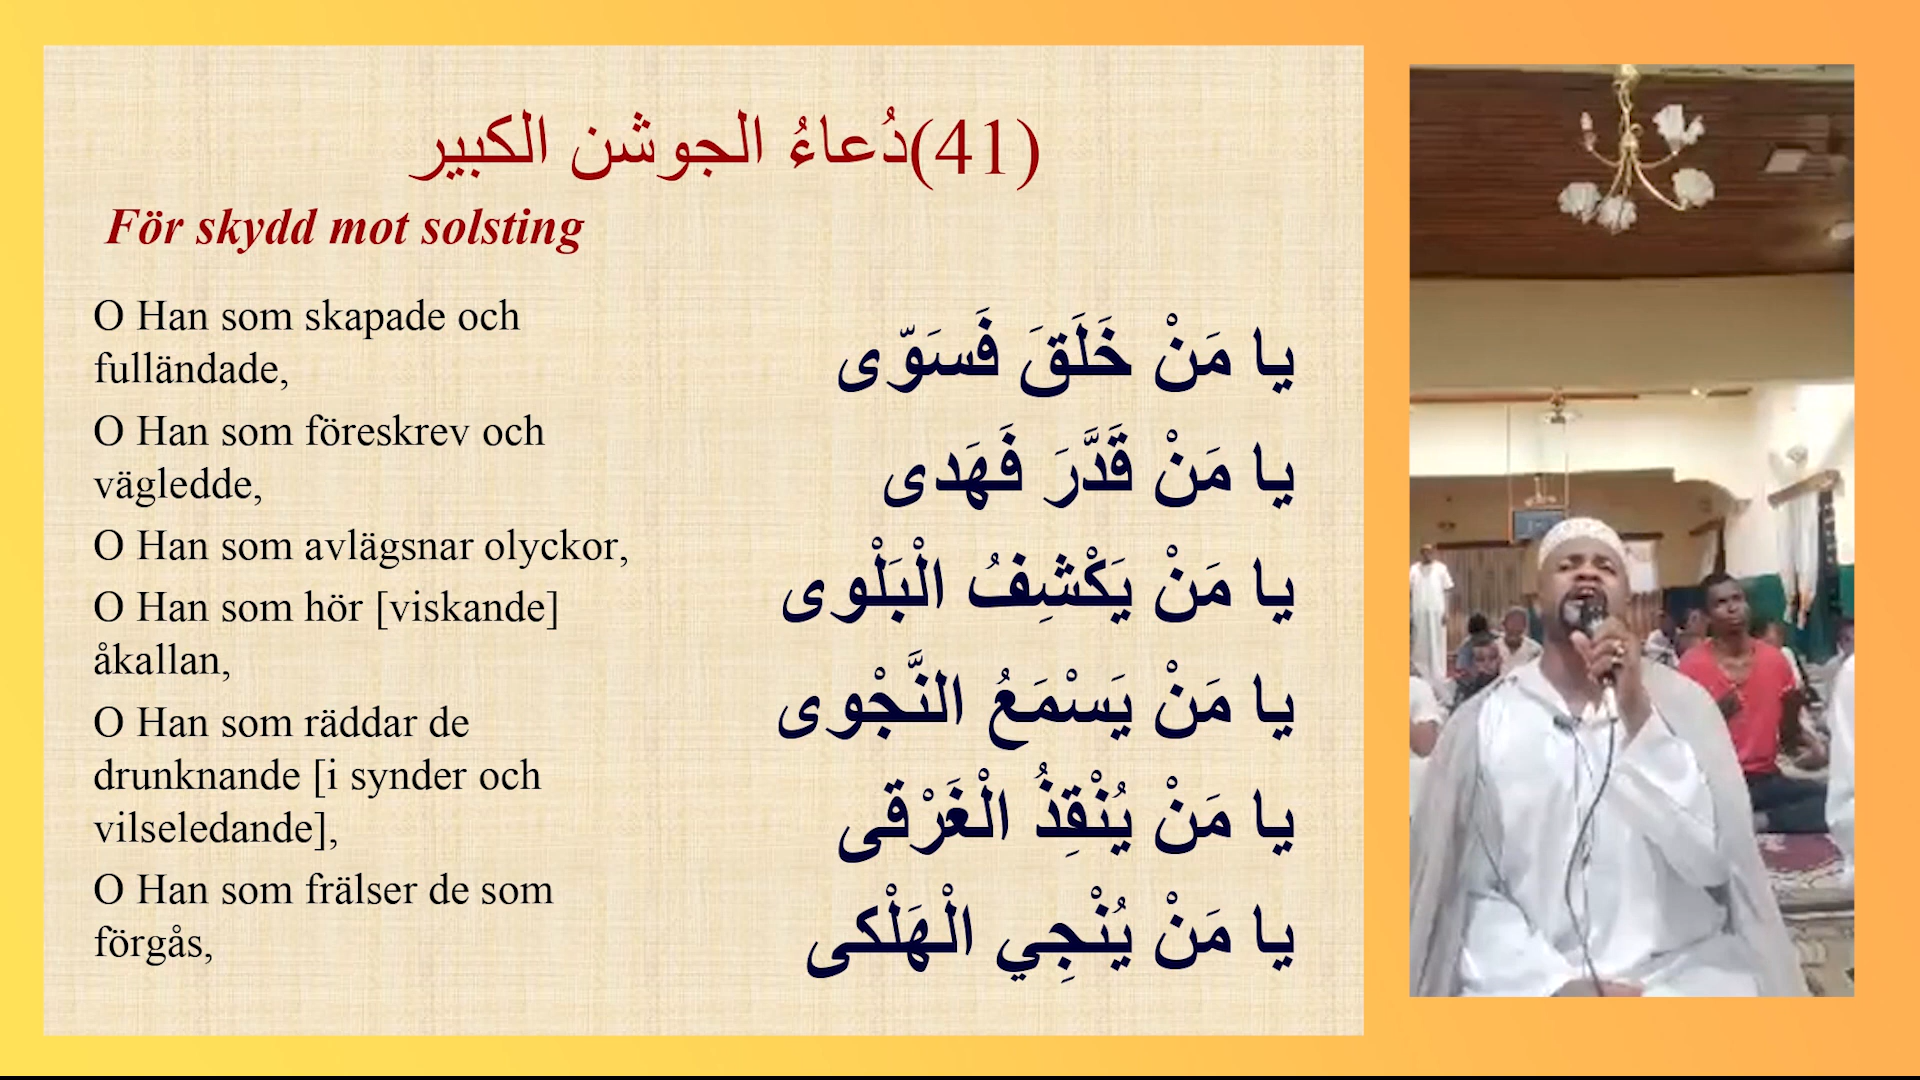 (41)دُعاءُ الجوشن الكبير
För skydd mot solsting
O Han som skapade och
fulländade,
O Han som föreskrev och
vägledde,
O Han som avlägsnar olyckor,
O Han som hör [viskande]
åkallan,
O Han som räddar de
drunknande [i synder och
vilseledande],
O Han som frälser de som
förgås,
يا مَنْ خَلَقَ فَسَوّى
يا مَنْ قَدَّرَ فَهَدى
يا مَنْ يَكْشِفُ الْبَلْوى
يا مَنْ يَسْمَعُ النَّجْوى
يا مَنْ يُنْقِذُ الْغَرْقى
يا مَنْ يُنْجِي الْهَلْكى